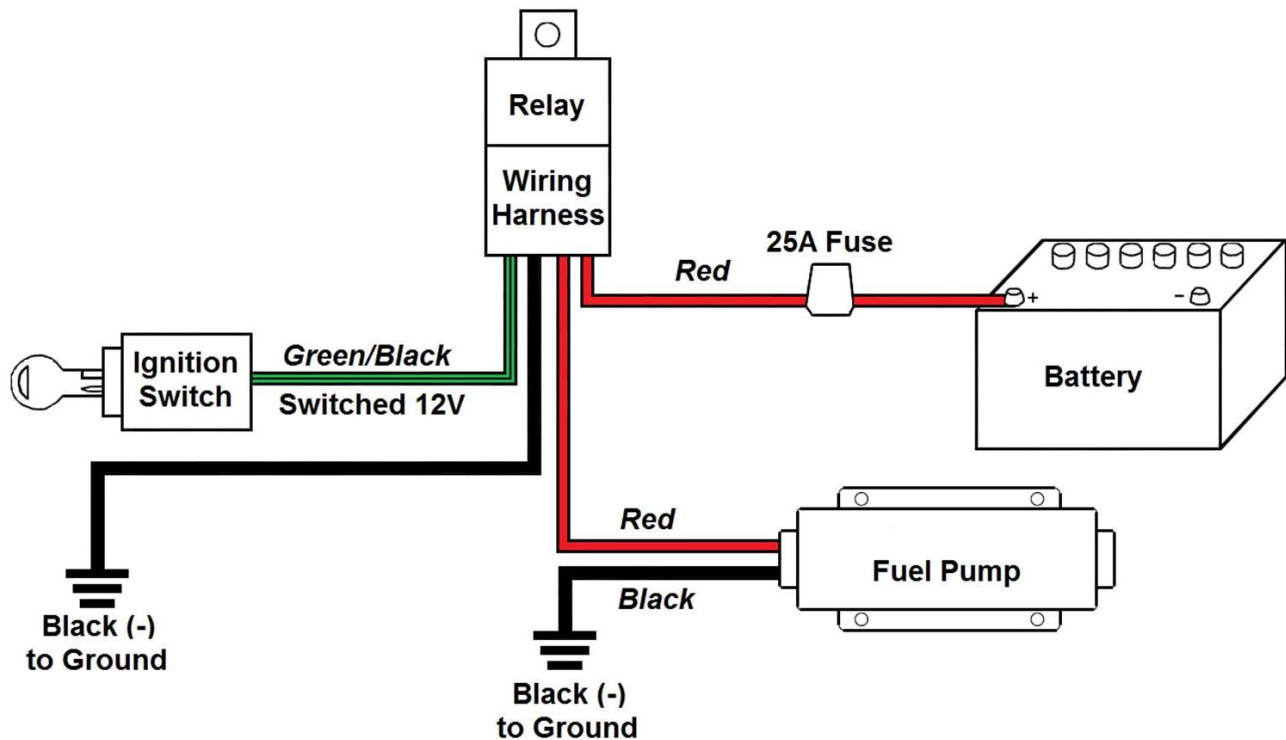 Relay
Wiring
Harness
25A Fuse
Red
+
-
Battery
Ignition
Switch
Green/Black
Switched 12V
Red
Black
Fuel Pump
Black (-)
to Ground
Black (-)
to Ground